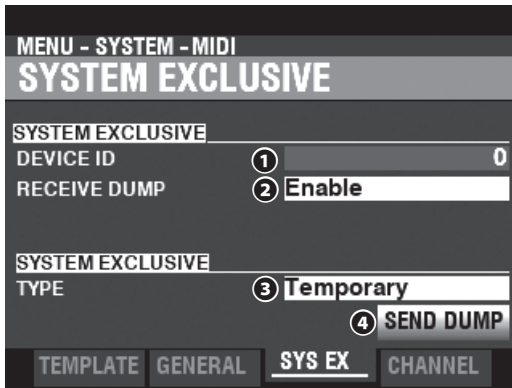 MENU - SYSTEM - MIDI
SYSTEM EXCLUSIVE
SYSTEM EXCLUSIVE
DEVICE ID 1 0
RECEIVE DUMP 2 Enable
SYSTEM EXCLUSIVE
TYPE 3 Temporary
4 SEND DUMP
TEMPLATE GENERAL SYS EX CHANNEL